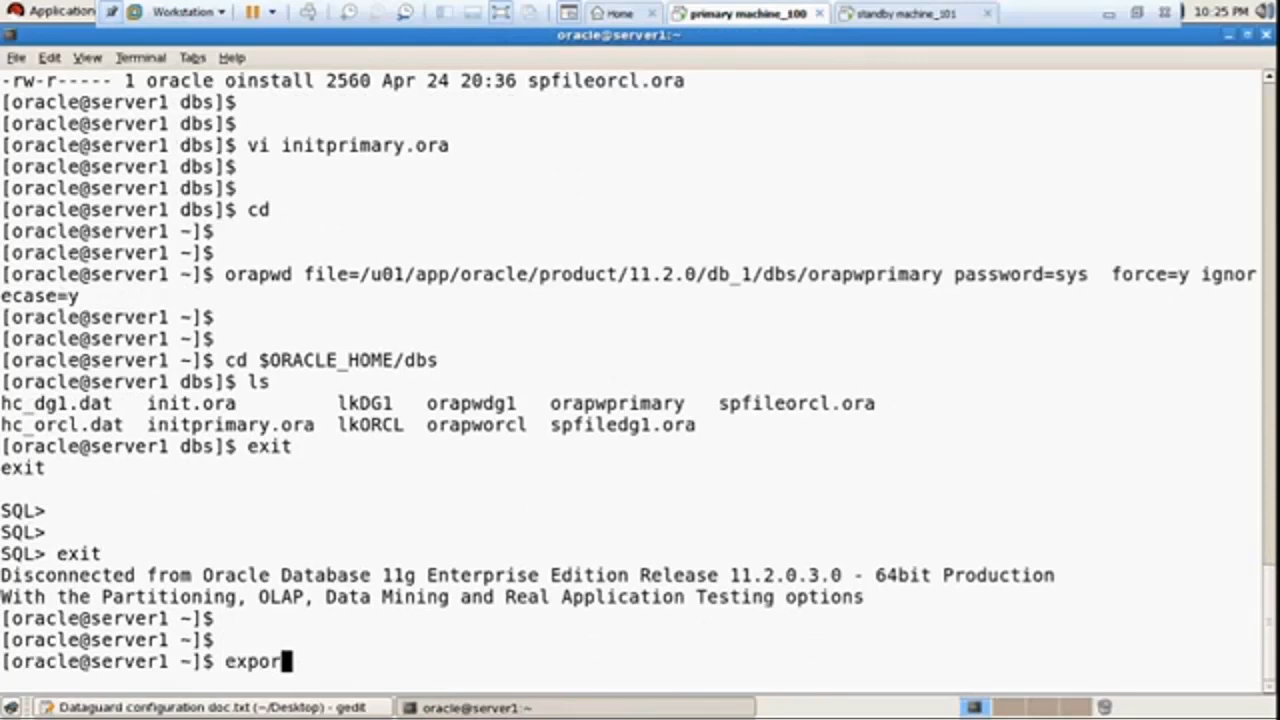 Application
Workstation
Home
primary machine_100
standby machine_101
10:25 PM
oracle@server1:~
File Edit View Terminal Tabs Help
-rw-r----- 1 oracle oinstall 2560 Apr 24 20:36 spfileorcl.ora
[oracle@server1 dbs]$
[oracle@server1 dbs]$
[oracle@server1 dbs]$ vi initprimary.ora
[oracle@server1 dbs]$
[oracle@server1 dbs]$
[oracle@server1 dbs]$ cd
[oracle@server1 ~]$
[oracle@server1 ~]$
[oracle@server1 ~]$ orapwd file=/u01/app/oracle/product/11.2.0/db_1/dbs/orapwprimary password=sys  force=y ignor
ecase=y
[oracle@server1 ~]$
[oracle@server1 ~]$
[oracle@server1 ~]$ cd $ORACLE_HOME/dbs
[oracle@server1 dbs]$ ls
hc_dg1.dat   init.ora         lkDG1   orapwdg1   orapwprimary   spfileorcl.ora
hc_orcl.dat  initprimary.ora  lkORCL  orapworcl  spfiledg1.ora
[oracle@server1 dbs]$ exit
exit
SQL>
SQL>
SQL> exit
Disconnected from Oracle Database 11g Enterprise Edition Release 11.2.0.3.0 - 64bit Production
With the Partitioning, OLAP, Data Mining and Real Application Testing options
[oracle@server1 ~]$
[oracle@server1 ~]$
[oracle@server1 ~]$ expor
Dataguard configuration doc.txt (~/Desktop) - gedit
oracle@server1:~